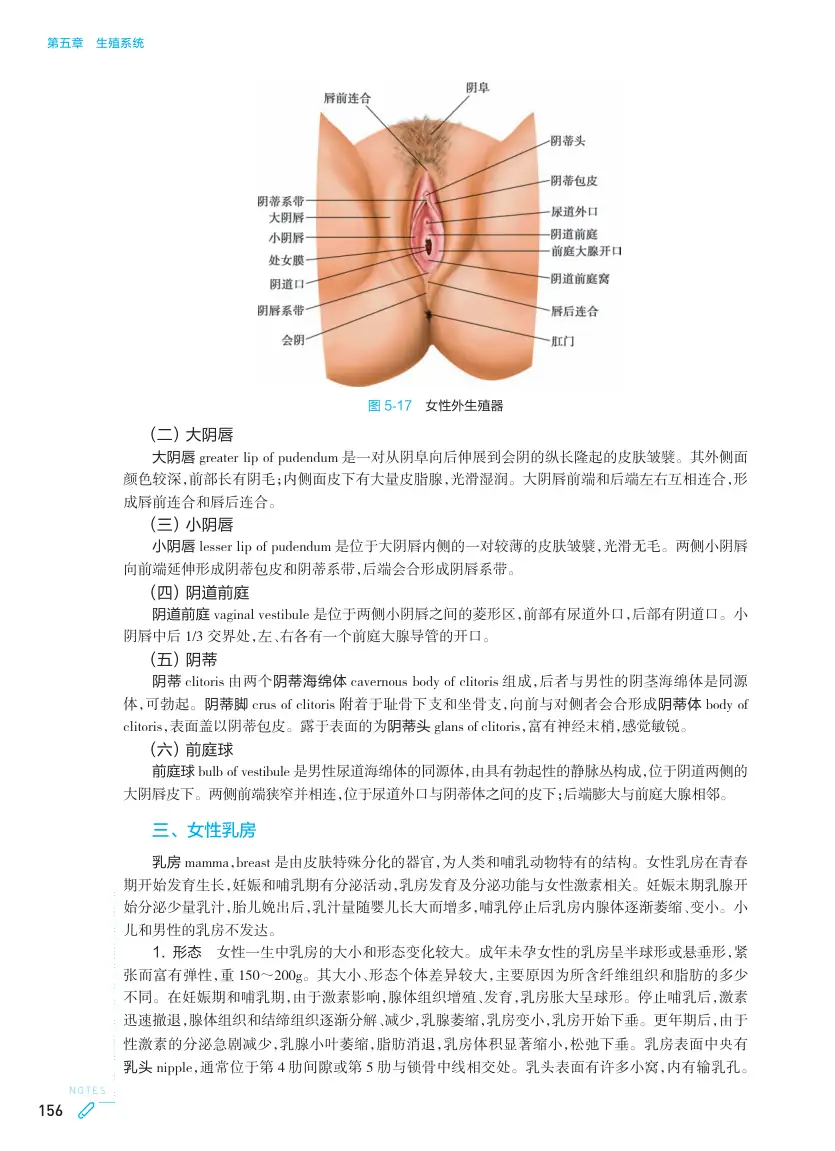 第五章 生殖系统
阴阜
唇前连合
阴蒂头
阴蒂包皮
阴蒂系带
大阴唇
尿道外口
小阴唇
阴道前庭
前庭大腺开口
处女膜
阴道口
阴道前庭窝
阴唇系带
唇后连合
会阴
肛门
图 5-17 女性外生殖器
(二)大阴唇
大阴唇 greater lip of pudendum 是一对从阴阜向后伸展到会阴的纵长隆起的皮肤皱襞。其外侧面
颜色较深,前部长有阴毛;内侧面皮下有大量皮脂腺,光滑湿润。大阴唇前端和后端左右互相连合,形
成唇前连合和唇后连合。
(三)小阴唇
小阴唇 lesser lip of pudendum 是位于大阴唇内侧的一对较薄的皮肤皱襞,光滑无毛。两侧小阴唇
向前端延伸形成阴蒂包皮和阴蒂系带,后端会合形成阴唇系带。
(四)阴道前庭
阴道前庭 vaginal vestibule 是位于两侧小阴唇之间的菱形区,前部有尿道外口,后部有阴道口。小
阴唇中后 1/3 交界处,左、右各有一个前庭大腺导管的开口。
(五)阴蒂
阴蒂 clitoris 由两个阴蒂海绵体 cavernous body of clitoris 组成,后者与男性的阴茎海绵体是同源
体,可勃起。阴蒂脚 crus of clitoris 附着于耻骨下支和坐骨支,向前与对侧者会合形成阴蒂体 body of
clitoris,表面盖以阴蒂包皮。露于表面的为阴蒂头 glans of clitoris,富有神经末梢,感觉敏锐。
(六)前庭球
前庭球 bulb of vestibule 是男性尿道海绵体的同源体,由具有勃起性的静脉丛构成,位于阴道两侧的
大阴唇皮下。两侧前端狭窄并相连,位于尿道外口与阴蒂体之间的皮下;后端膨大与前庭大腺相邻。
三、女性乳房
乳房 mamma,breast 是由皮肤特殊分化的器官,为人类和哺乳动物特有的结构。女性乳房在青春
期开始发育生长,妊娠和哺乳期有分泌活动,乳房发育及分泌功能与女性激素相关。妊娠末期乳腺开
始分泌少量乳汁,胎儿娩出后,乳汁量随婴儿长大而增多,哺乳停止后乳房内腺体逐渐萎缩、变小。小
儿和男性的乳房不发达。
1. 形态 女性一生中乳房的大小和形态变化较大。成年未孕女性的乳房呈半球形或悬垂形,紧
张而富有弹性,重 150～200g。其大小、形态个体差异较大,主要原因为所含纤维组织和脂肪的多少
不同。在妊娠期和哺乳期,由于激素影响,腺体组织增殖、发育,乳房胀大呈球形。停止哺乳后,激素
迅速撤退,腺体组织和结缔组织逐渐分解、减少,乳腺萎缩,乳房变小,乳房开始下垂。更年期后,由于
性激素的分泌急剧减少,乳腺小叶萎缩,脂肪消退,乳房体积显著缩小,松弛下垂。乳房表面中央有
乳头 nipple,通常位于第 4 肋间隙或第 5 肋与锁骨中线相交处。乳头表面有许多小窝,内有输乳孔。
NOTES
156